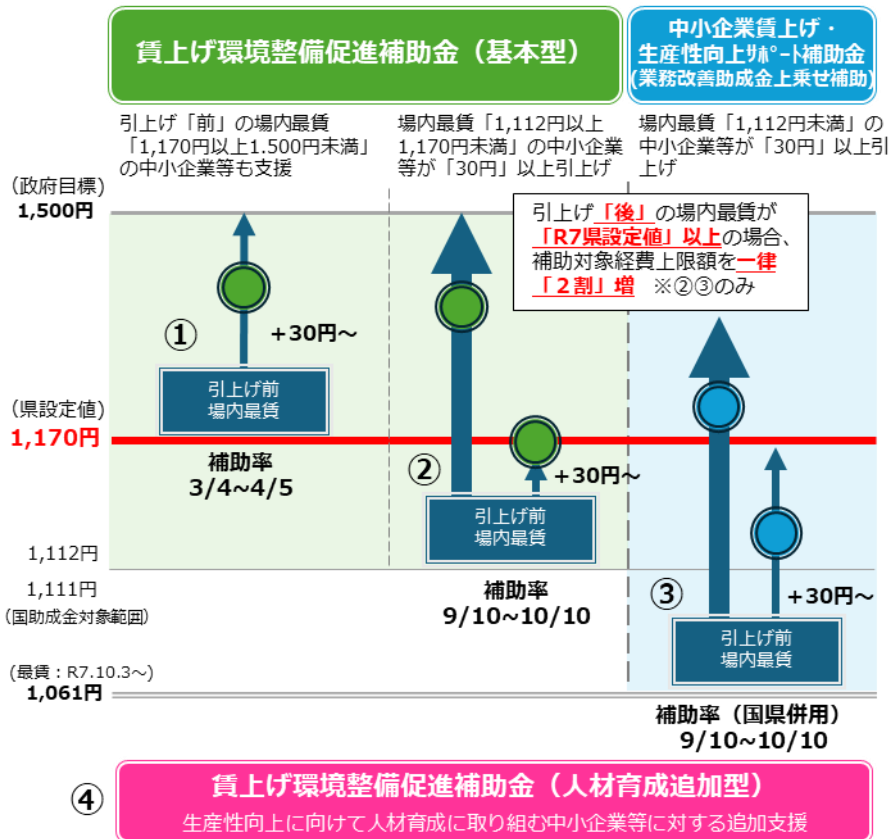 賃上げ環境整備促進補助金（基本型）
中小企業賃上げ・
生産性向上ｻﾎﾟｰﾄ補助金
(業務改善助成金上乗せ補助)
引上げ「前」の場内最賃
「1,170円以上1.500円未満」
の中小企業等も支援
場内最賃「1,112円以上
1,170円未満」の中小企業
等が「30円」以上引上げ
場内最賃「1,112円未満」の
中小企業等が「30円」以上引
上げ
（政府目標）
1,500円
引上げ「後」の場内最賃が
「R7県設定値」以上の場合、
補助対象経費上限額を一律
「２割」増　※②③のみ
①
＋30円～
引上げ前
場内最賃
（県設定値）
1,170円
補助率
3/4~4/5
②
＋30円～
引上げ前
場内最賃
1,112円
1,111円
（国助成金対象範囲）
補助率
9/10~10/10
③
＋30円～
引上げ前
場内最賃
（最賃：R7.10.3～）
1,061円
補助率（国県併用）
9/10~10/10
④
賃上げ環境整備促進補助金（人材育成追加型）
生産性向上に向けて人材育成に取り組む中小企業等に対する追加支援